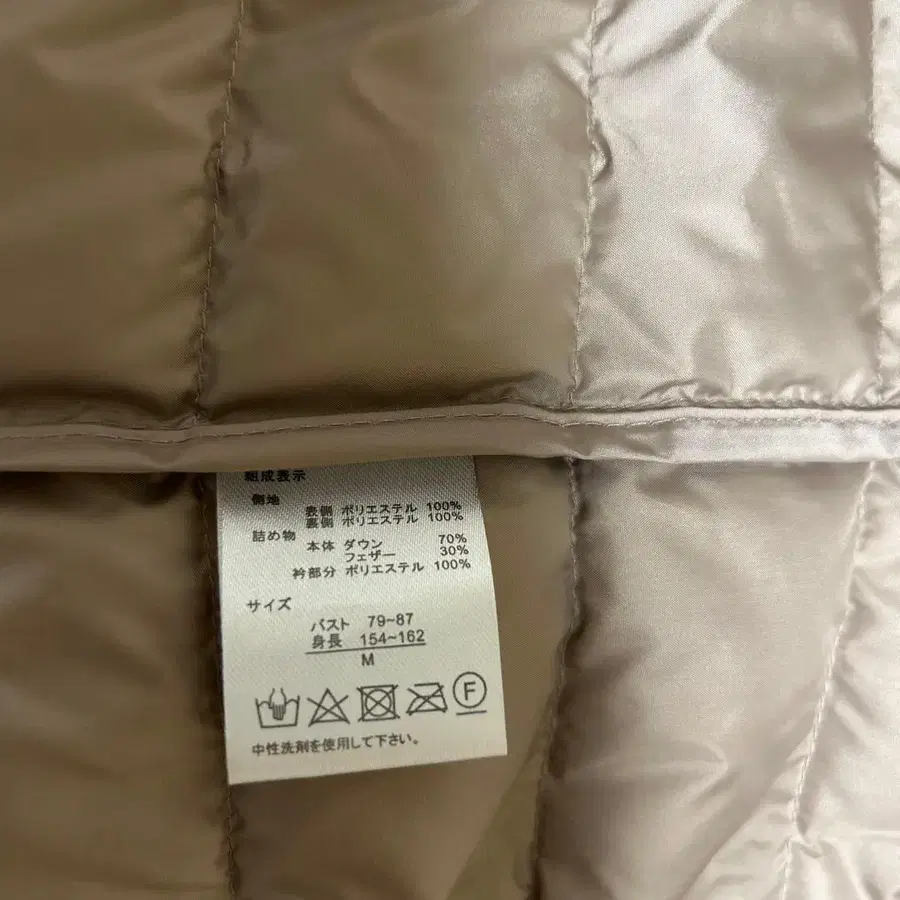 組成表示
側地
表側 ポリエステル 100%
裏側 ポリエステル 100%
詰め物
本体 ダウン 70%
フェザー 30%
衿部分 ポリエステル 100%
サイズ
バスト 79~87
身長 154~162
M
F
中性洗剤を使用して下さい。